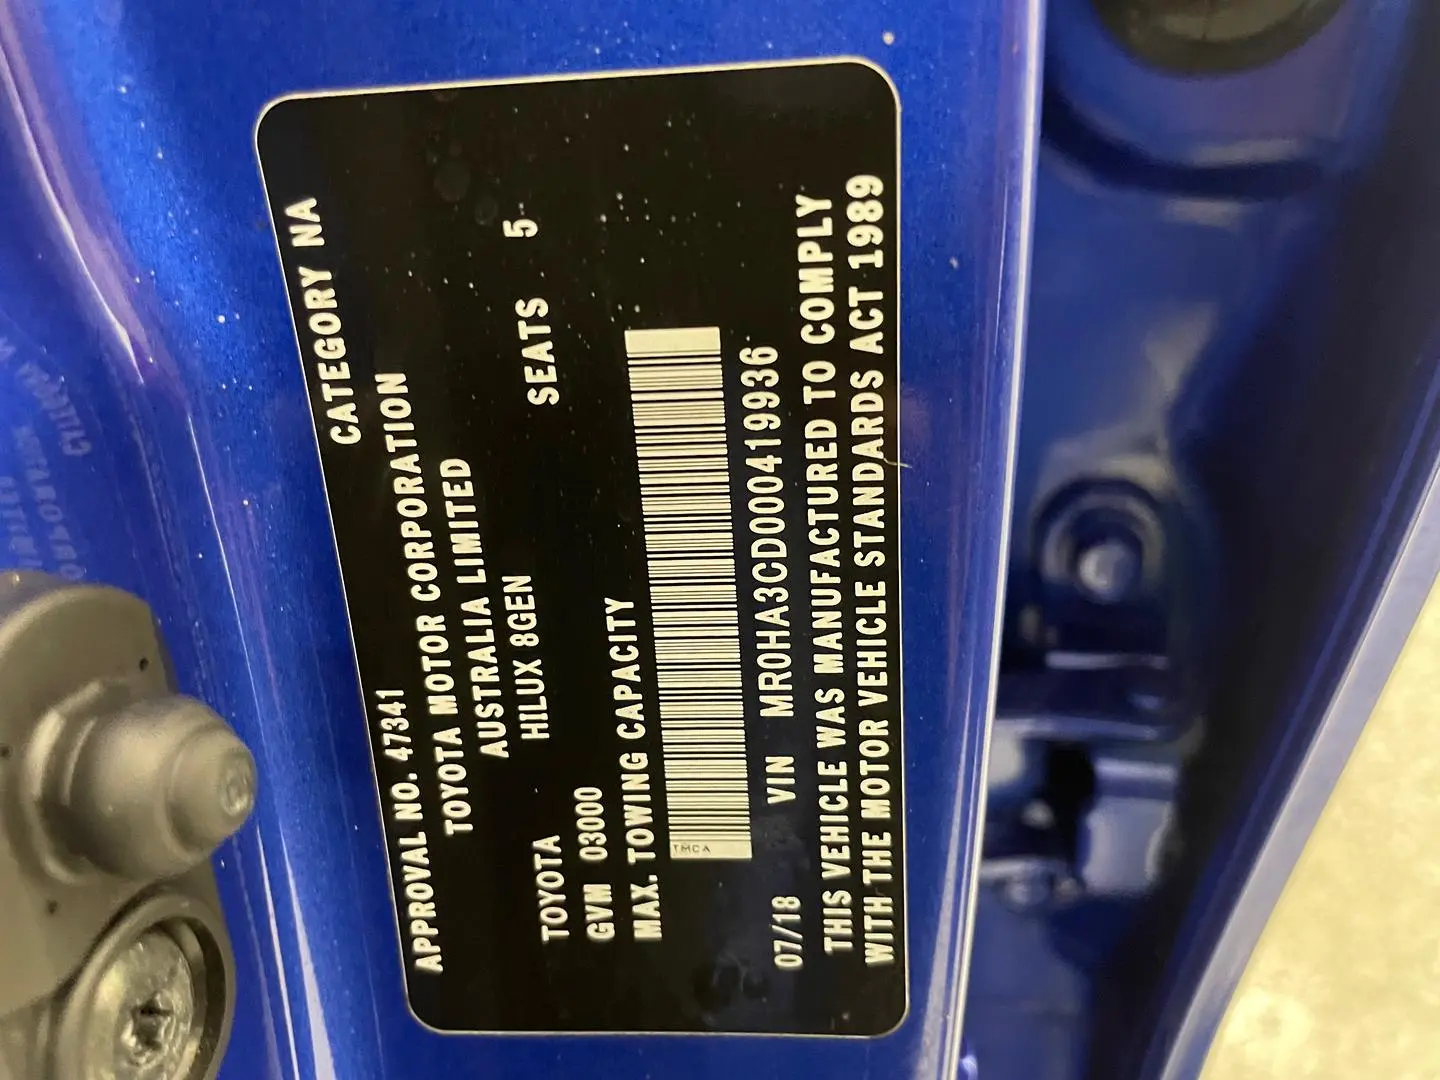 APPROVAL NO. 47341 CATEGORY NA
TOYOTA MOTOR CORPORATION
AUSTRALIA LIMITED
TOYOTA HILUX 8GEN
GVM 03000 SEATS 5
MAX. TOWING CAPACITY
TMCA
07/18 VIN MR0HA3CD000419936
THIS VEHICLE WAS MANUFACTURED TO COMPLY
WITH THE MOTOR VEHICLE STANDARDS ACT 1989